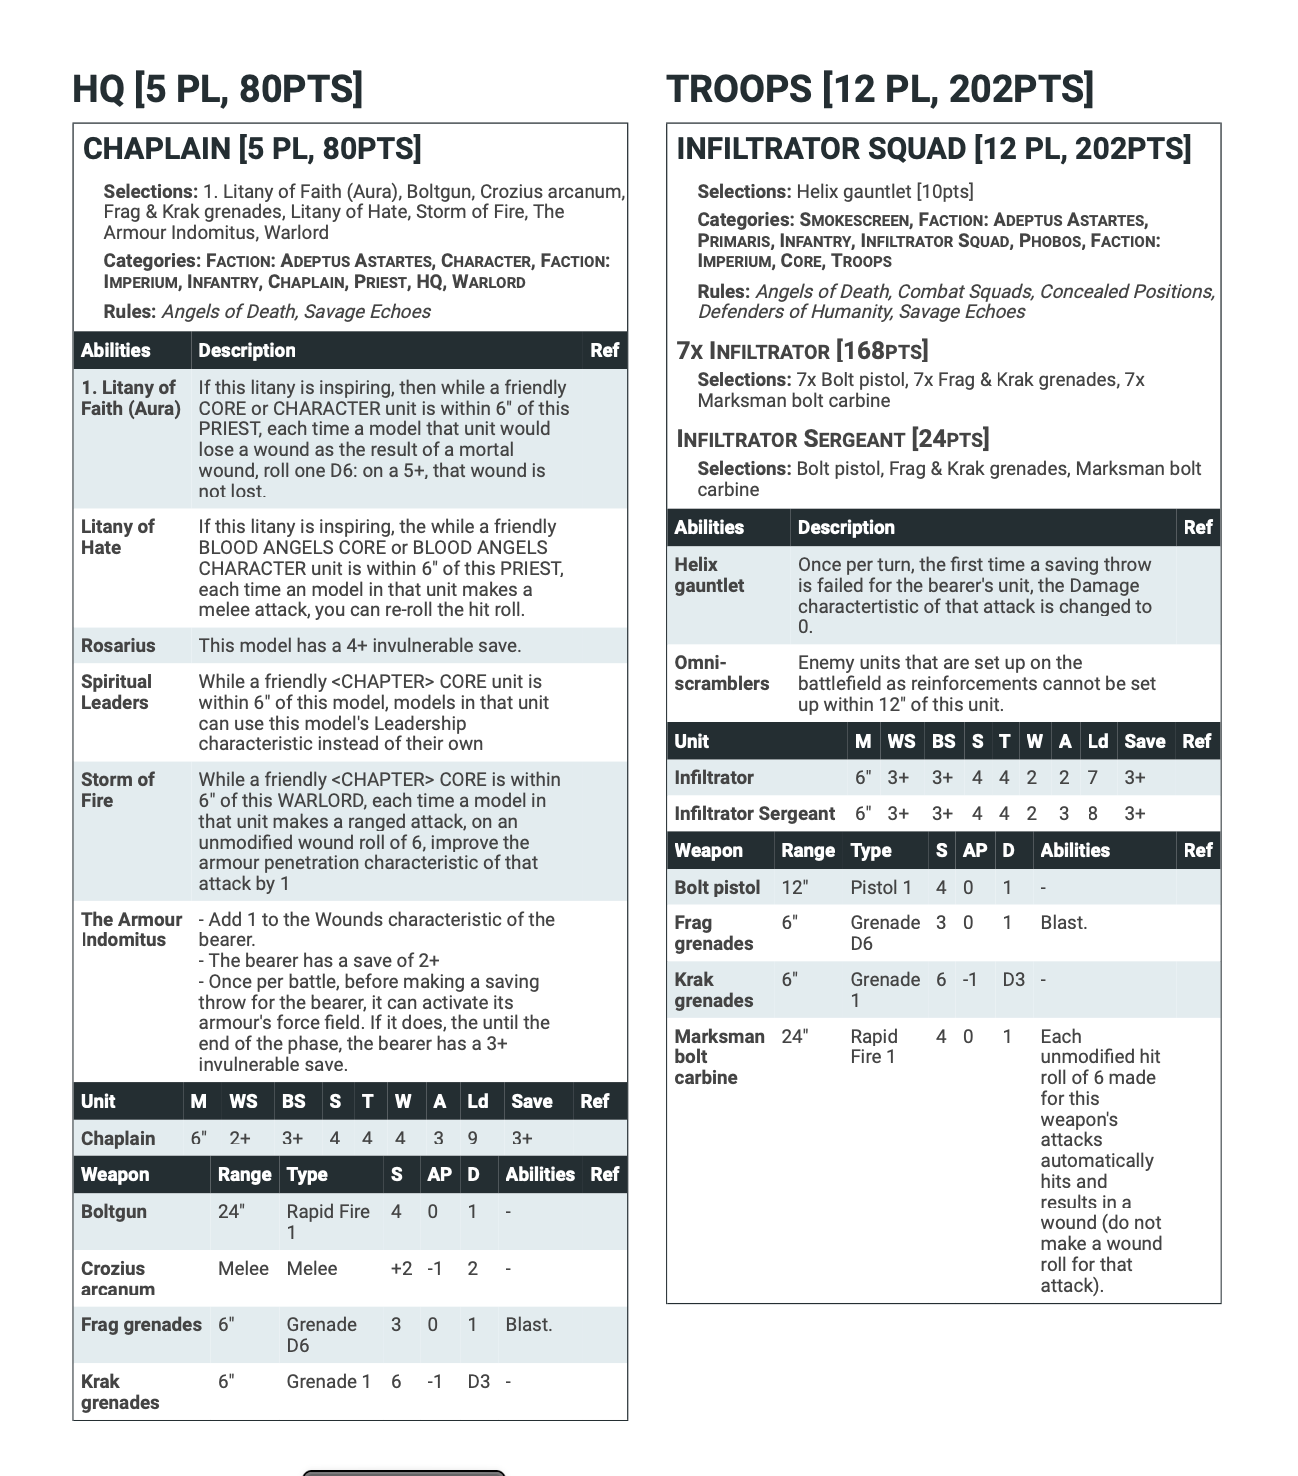 HQ [5 PL, 80PTS]
CHAPLAIN [5 PL, 80PTS]
Selections: 1. Litany of Faith (Aura), Boltgun, Crozius arcanum,
Frag & Krak grenades, Litany of Hate, Storm of Fire, The
Armour Indomitus, Warlord
Categories: FACTION: ADEPTUS ASTARTES, CHARACTER, FACTION:
IMPERIUM, INFANTRY, CHAPLAIN, PRIEST, HQ, WARLORD
Rules: Angels of Death, Savage Echoes
Abilities Description Ref
1. Litany of If this litany is inspiring, then while a friendly
Faith (Aura) CORE or CHARACTER unit is within 6" of this
PRIEST, each time a model that unit would
lose a wound as the result of a mortal
wound, roll one D6: on a 5+, that wound is
not lost.
Litany of If this litany is inspiring, the while a friendly
Hate BLOOD ANGELS CORE or BLOOD ANGELS
CHARACTER unit is within 6" of this PRIEST,
each time an model in that unit makes a
melee attack, you can re-roll the hit roll.
Rosarius This model has a 4+ invulnerable save.
Spiritual While a friendly <CHAPTER> CORE unit is
Leaders within 6" of this model, models in that unit
can use this model's Leadership
characteristic instead of their own
Storm of While a friendly <CHAPTER> CORE is within
Fire 6" of this WARLORD, each time a model in
that unit makes a ranged attack, on an
unmodified wound roll of 6, improve the
armour penetration characteristic of that
attack by 1
The Armour - Add 1 to the Wounds characteristic of the
Indomitus bearer.
- The bearer has a save of 2+
- Once per battle, before making a saving
throw for the bearer, it can activate its
armour's force field. If it does, the until the
end of the phase, the bearer has a 3+
invulnerable save.
Unit M WS BS S T W A Ld Save Ref
Chaplain 6" 2+ 3+ 4 4 4 3 9 3+
Weapon Range Type S AP D Abilities Ref
Boltgun 24" Rapid Fire 4 0 1 -
1
Crozius Melee Melee +2 -1 2 -
arcanum
Frag grenades 6" Grenade 3 0 1 Blast.
D6
Krak 6" Grenade 1 6 -1 D3 -
grenades
TROOPS [12 PL, 202PTS]
INFILTRATOR SQUAD [12 PL, 202PTS]
Selections: Helix gauntlet [10pts]
Categories: SMOKESCREEN, FACTION: ADEPTUS ASTARTES,
PRIMARIS, INFANTRY, INFILTRATOR SQUAD, PHOBOS, FACTION:
IMPERIUM, CORE, TROOPS
Rules: Angels of Death, Combat Squads, Concealed Positions,
Defenders of Humanity, Savage Echoes
7X INFILTRATOR [168PTS]
Selections: 7x Bolt pistol, 7x Frag & Krak grenades, 7x
Marksman bolt carbine
INFILTRATOR SERGEANT [24PTS]
Selections: Bolt pistol, Frag & Krak grenades, Marksman bolt
carbine
Abilities Description Ref
Helix Once per turn, the first time a saving throw
gauntlet is failed for the bearer's unit, the Damage
charactertistic of that attack is changed to
0.
Omni- Enemy units that are set up on the
scramblers battlefield as reinforcements cannot be set
up within 12" of this unit.
Unit M WS BS S T W A Ld Save Ref
Infiltrator 6" 3+ 3+ 4 4 2 2 7 3+
Infiltrator Sergeant 6" 3+ 3+ 4 4 2 3 8 3+
Weapon Range Type S AP D Abilities Ref
Bolt pistol 12" Pistol 1 4 0 1 -
Frag 6" Grenade 3 0 1 Blast.
grenades D6
Krak 6" Grenade 6 -1 D3 -
grenades 1
Marksman 24" Rapid 4 0 1 Each
bolt Fire 1 unmodified hit
carbine roll of 6 made
for this
weapon's
attacks
automatically
hits and
results in a
wound (do not
make a wound
roll for that
attack).